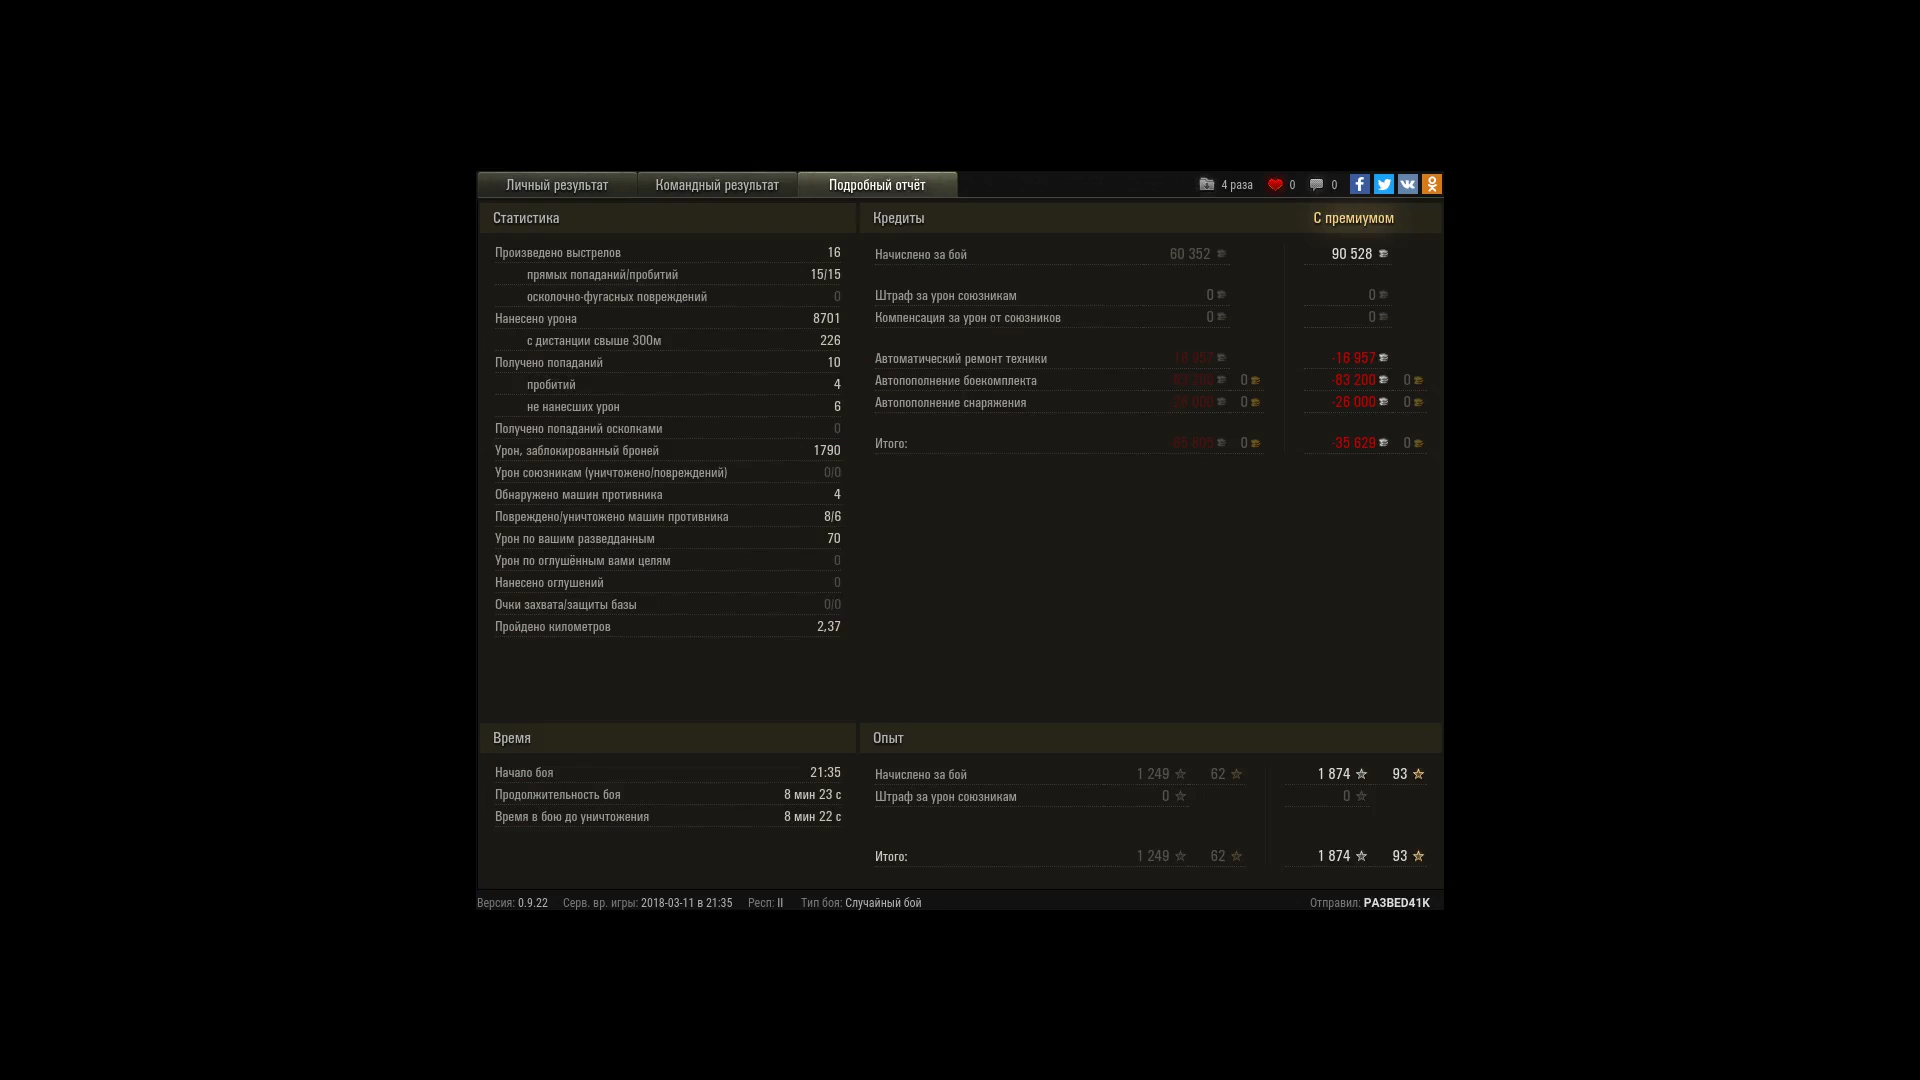 Личный результат Командный результат Подробный отчёт 4 раза 0 0
Статистика
Произведено выстрелов 16
прямых попаданий/пробитий 15/15
осколочно-фугасных повреждений 0
Нанесено урона 8701
с дистанции свыше 300м 226
Получено попаданий 10
пробитий 4
не нанесших урон 6
Получено попаданий осколками 0
Урон, заблокированный броней 1790
Урон союзникам (уничтожено/повреждений) 0/0
Обнаружено машин противника 4
Повреждено/уничтожено машин противника 8/6
Урон по вашим разведданным 70
Урон по оглушённым вами целям 0
Нанесено оглушений 0
Очки захвата/защиты базы 0/0
Пройдено километров 2,37
Кредиты С премиумом
Начислено за бой 60 352 90 528
Штраф за урон союзникам 0 0
Компенсация за урон от союзников 0 0
Автоматический ремонт техники -16 957 -16 957
Автопополнение боекомплекта -83 200 0 -83 200 0
Автопополнение снаряжения -26 000 0 -26 000 0
Итого: -65 805 0 -35 629 0
Время
Начало боя 21:35
Продолжительность боя 8 мин 23 с
Время в бою до уничтожения 8 мин 22 с
Опыт
Начислено за бой 1 249 62 1 874 93
Штраф за урон союзникам 0 0
Итого: 1 249 62 1 874 93
Версия: 0.9.22 Серв. вр. игры: 2018-03-11 в 21:35 Респ: II Тип боя: Случайный бой Отправил: PA3BED41K